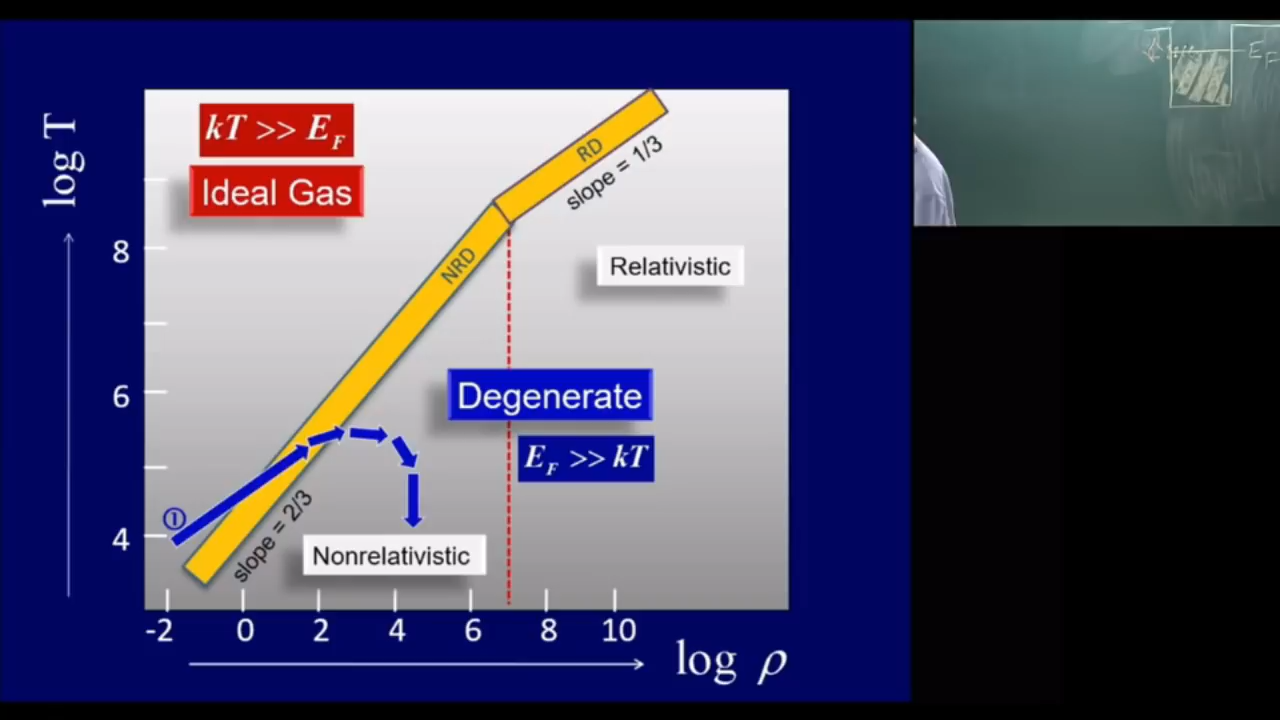 log T
kT >> E_F
Ideal Gas
RD
slope = 1/3
8
NRD
Relativistic
6
Degenerate
E_F >> kT
①
4
slope = 2/3
Nonrelativistic
-2 0 2 4 6 8 10
log ρ
E_F